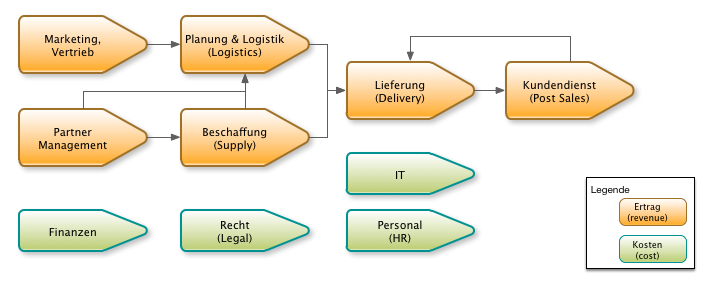 Marketing,
Vertrieb
Planung & Logistik
(Logistics)
Lieferung
(Delivery)
Kundendienst
(Post Sales)
Partner
Management
Beschaffung
(Supply)
IT
Finanzen
Recht
(Legal)
Personal
(HR)
Legende
Ertrag
(revenue)
Kosten
(cost)